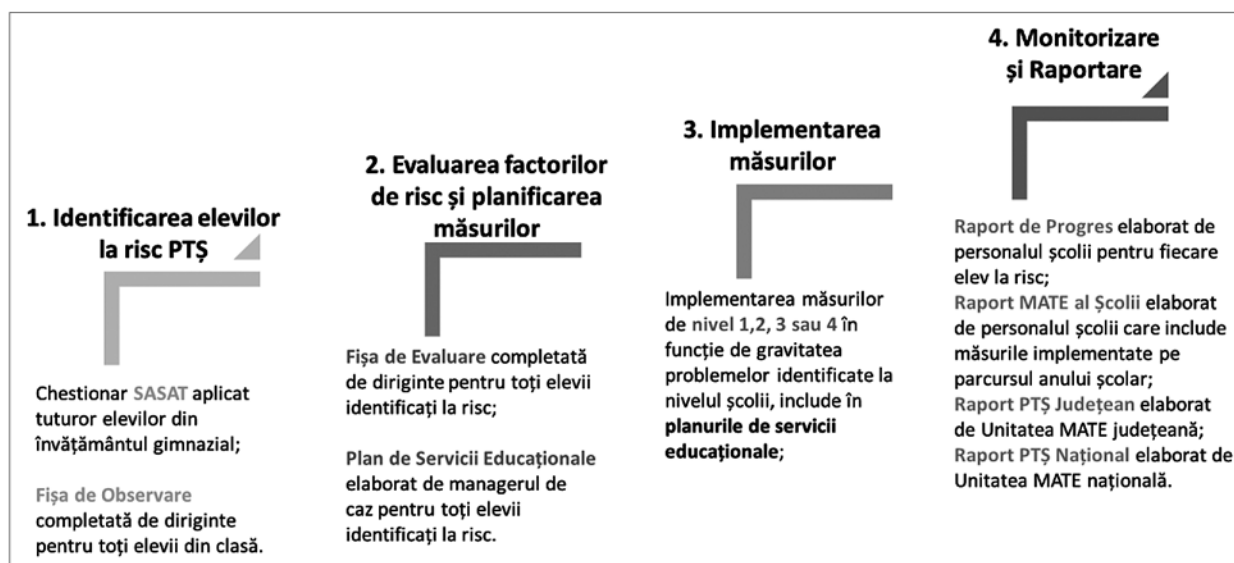 1. Identificarea elevilor
la risc PTȘ
Chestionar SASAT aplicat
tuturor elevilor din
învățământul gimnazial;
Fișa de Observare
completată de diriginte
pentru toți elevii din clasă.
2. Evaluarea factorilor
de risc și planificarea
măsurilor
Fișa de Evaluare completată
de diriginte pentru toți elevii
identificați la risc;
Plan de Servicii Educaționale
elaborat de managerul de
caz pentru toți elevii
identificați la risc.
3. Implementarea
măsurilor
Implementarea măsurilor
de nivel 1,2, 3 sau 4 în
funcție de gravitatea
problemelor identificate la
nivelul școlii, include în
planurile de servicii
educaționale;
4. Monitorizare
și Raportare
Raport de Progres elaborat de
personalul școlii pentru fiecare
elev la risc;
Raport MATE al Școlii elaborat
de personalul școlii care include
măsurile implementate pe
parcursul anului școlar;
Raport PTȘ Județean elaborat
de Unitatea MATE județeană;
Raport PTȘ Național elaborat de
Unitatea MATE națională.